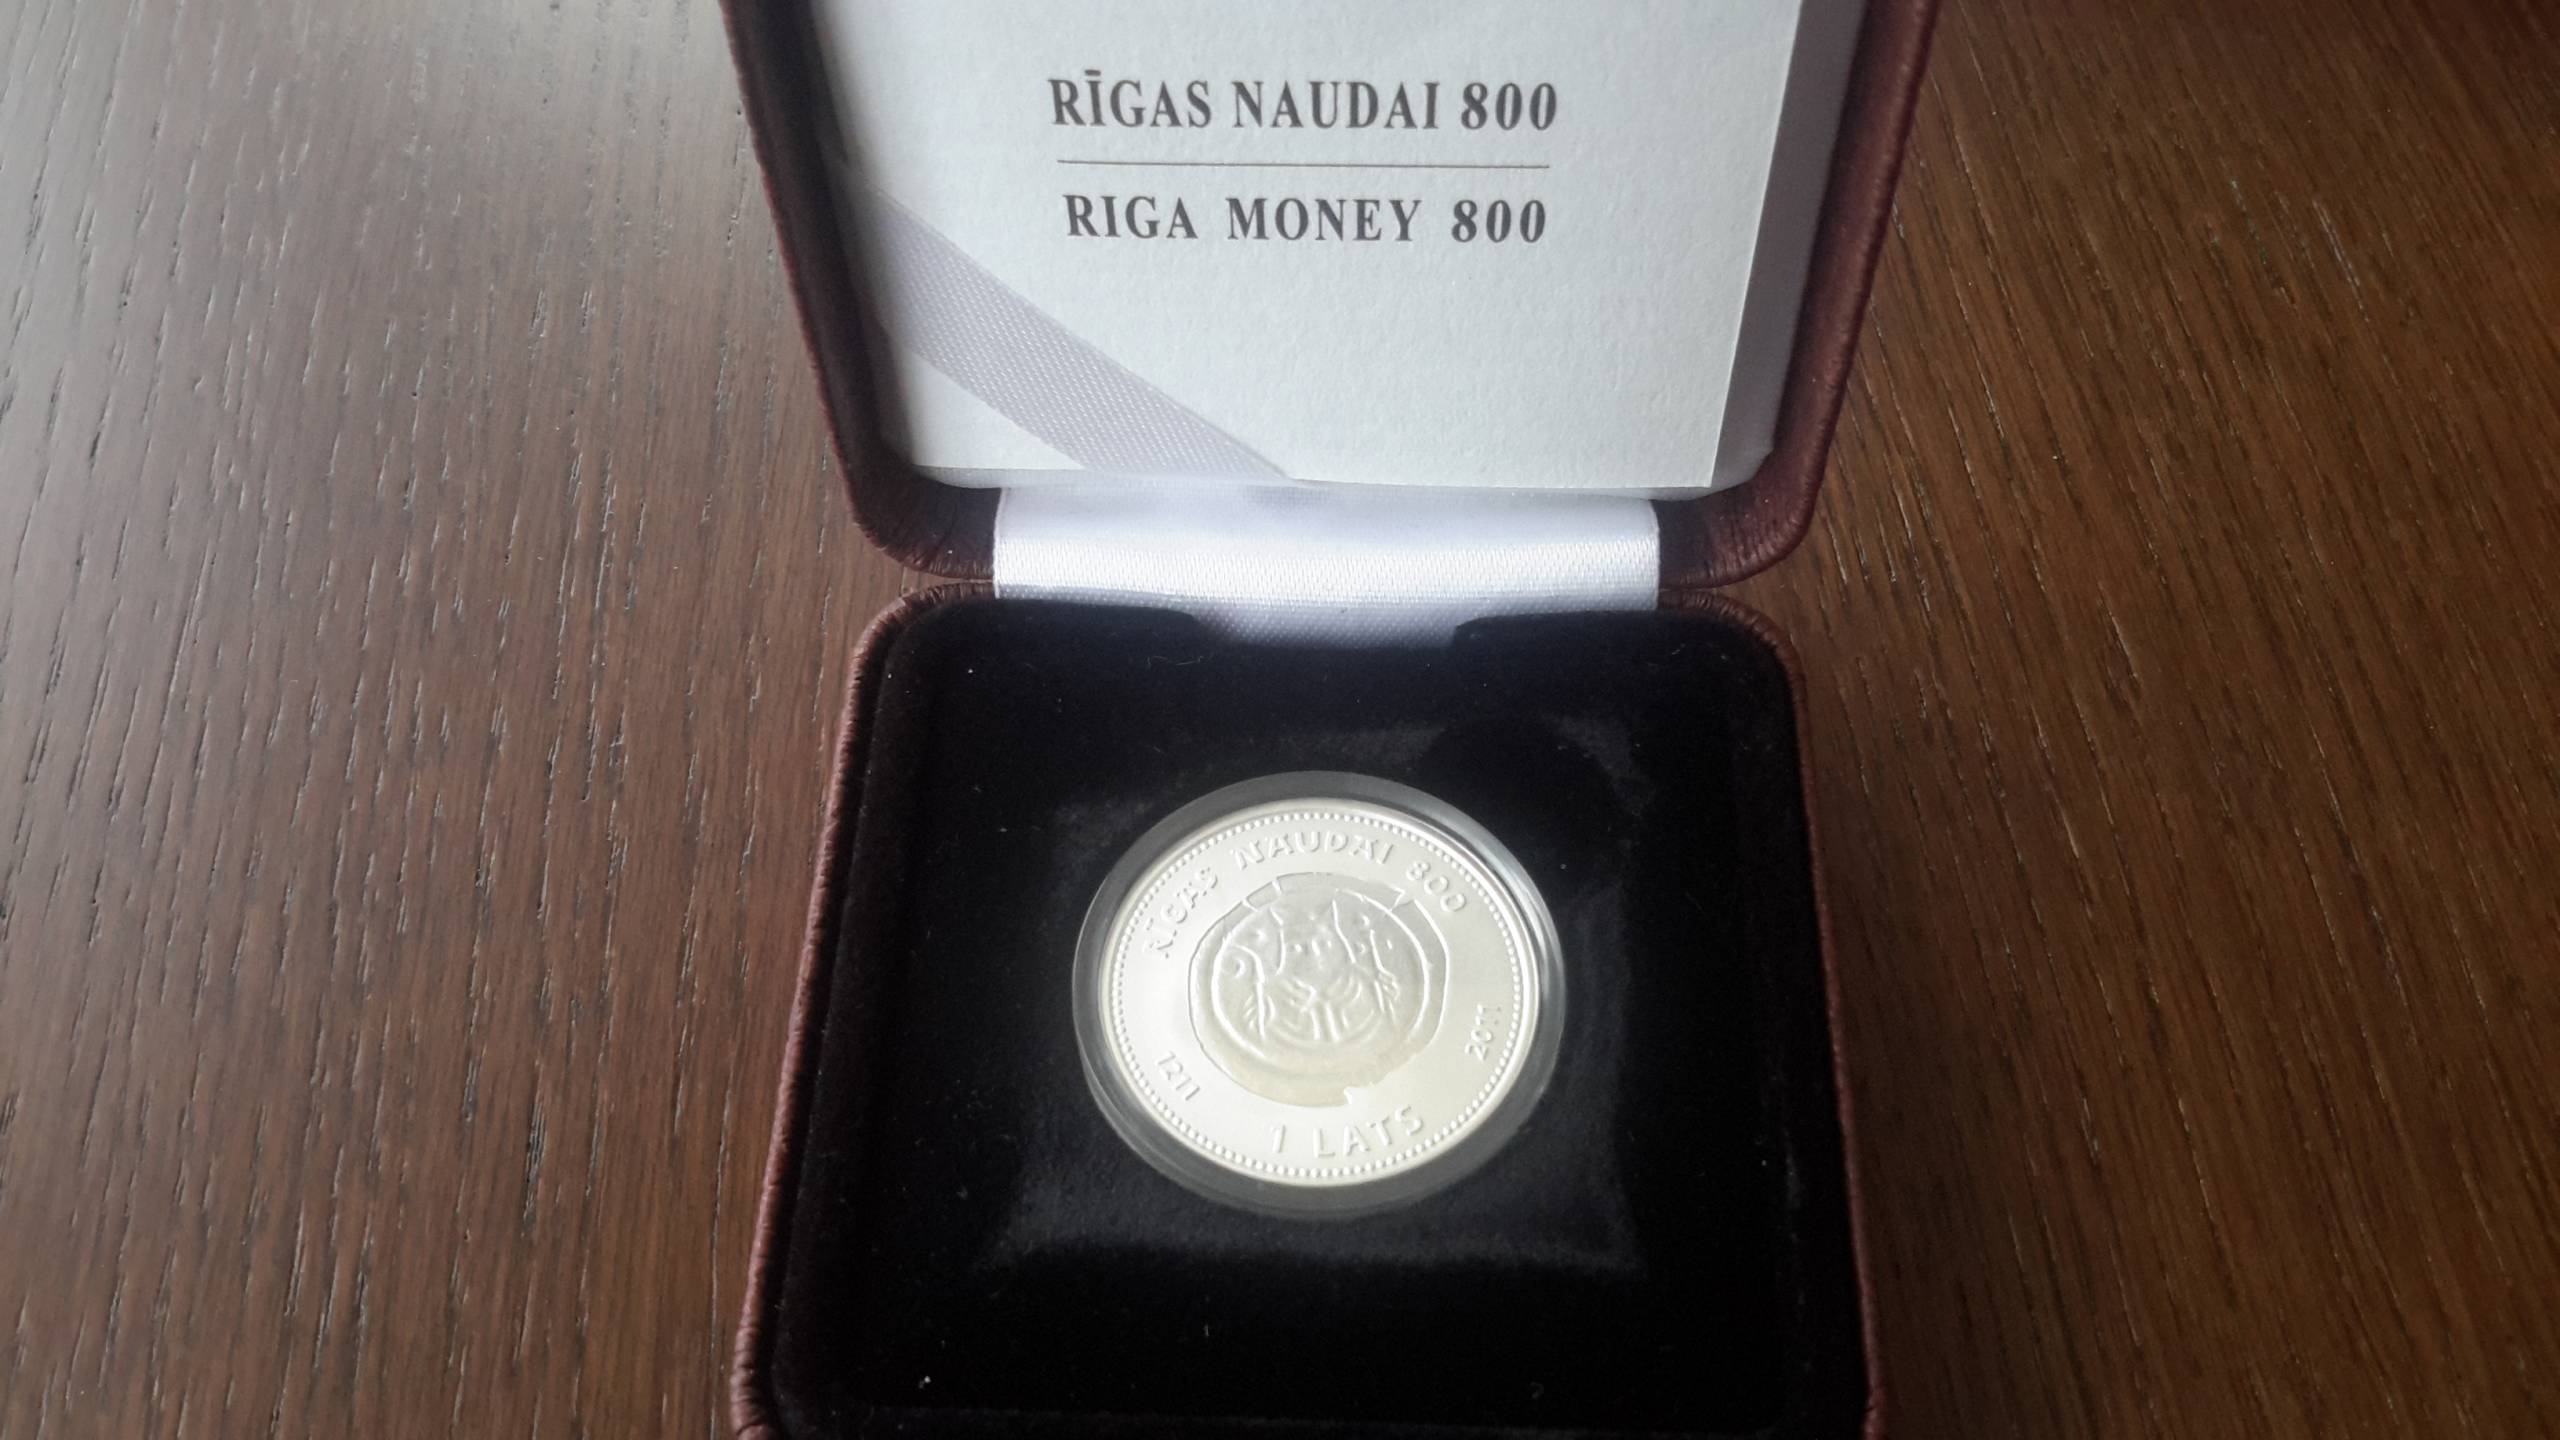 RĪGAS NAUDAI 800
RIGA MONEY 800
RĪGAS NAUDAI 800
1211
2011
1 LATS